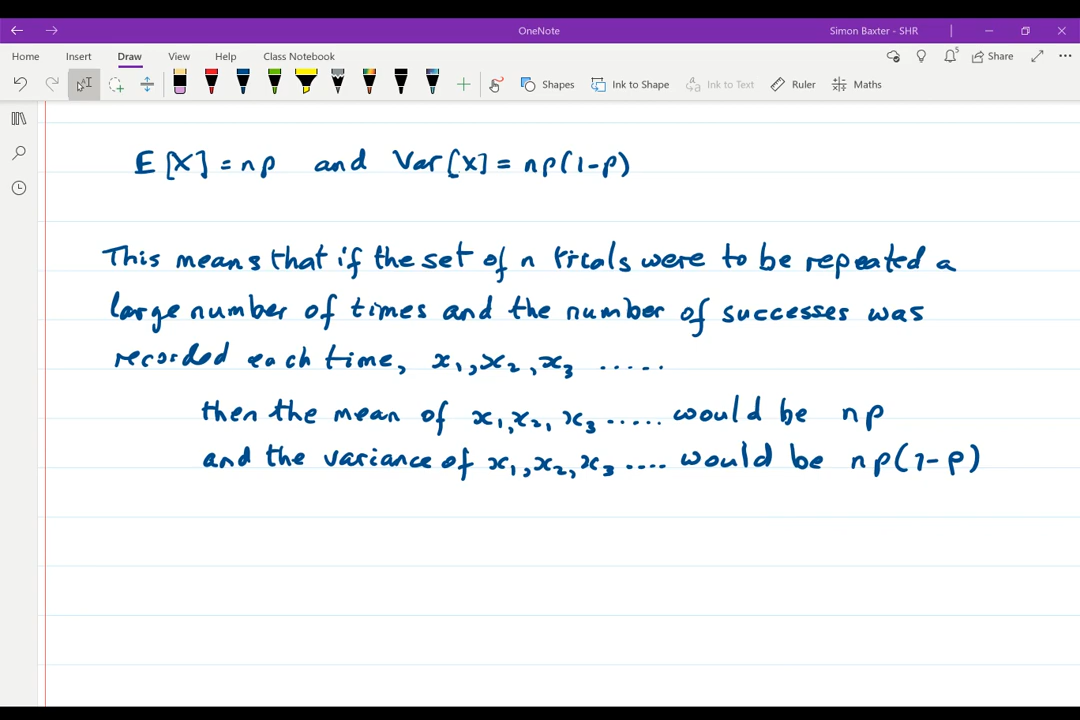 OneNote
Simon Baxter - SHR
Home Insert Draw View Help Class Notebook
5 Share
Shapes Ink to Shape Ink to Text Ruler Maths
E[X] = np and Var[X] = np(1-p)
This means that if the set of n trials were to be repeated a
large number of times and the number of successes was
recorded each time, x₁, x₂, x₃ ......
then the mean of x₁, x₂, x₃ ..... would be np
and the variance of x₁, x₂, x₃ .... would be np(1-p)